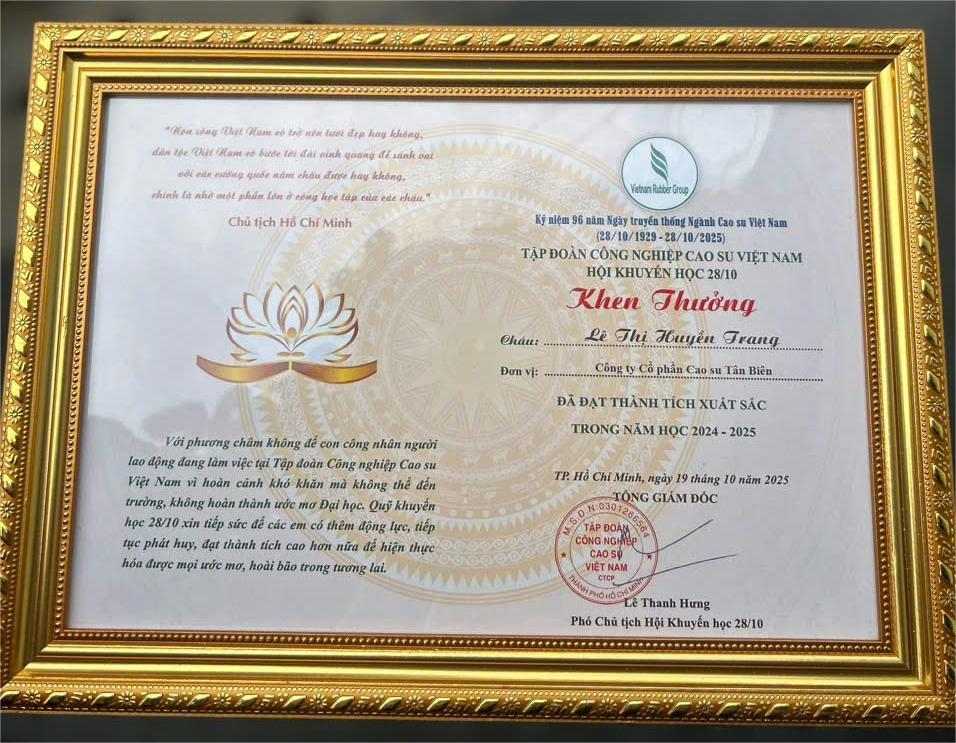 "Non sông Việt Nam có trở nên tươi đẹp hay không,
dân tộc Việt Nam có bước tới đài vinh quang để sánh vai
với các cường quốc năm châu được hay không,
chính là nhờ một phần lớn ở công học tập của các cháu."
Chủ tịch Hồ Chí Minh
Với phương châm không để con công nhân người
lao động đang làm việc tại Tập đoàn Công nghiệp Cao su
Việt Nam vì hoàn cảnh khó khăn mà không thể đến
trường, không hoàn thành ước mơ Đại học. Quỹ khuyến
học 28/10 xin tiếp sức để các em có thêm động lực, tiếp
tục phát huy, đạt thành tích cao hơn nữa để hiện thực
hóa được mọi ước mơ, hoài bão trong tương lai.
Vietnam Rubber Group
Kỷ niệm 96 năm Ngày truyền thống Ngành Cao su Việt Nam
(28/10/1929 - 28/10/2025)
TẬP ĐOÀN CÔNG NGHIỆP CAO SU VIỆT NAM
HỘI KHUYẾN HỌC 28/10
Khen Thưởng
Cháu: Lê Thị Huyền Trang
Đơn vị: Công ty Cổ phần Cao su Tân Biên
ĐÃ ĐẠT THÀNH TÍCH XUẤT SẮC
TRONG NĂM HỌC 2024 - 2025
TP. Hồ Chí Minh, ngày 19 tháng 10 năm 2025
TỔNG GIÁM ĐỐC
M.S.D.N:0301266564
TẬP ĐOÀN
CÔNG NGHIỆP
CAO SU
VIỆT NAM
CTCP
THÀNH PHỐ HỒ CHÍ MINH
Lê Thanh Hưng
Phó Chủ tịch Hội Khuyến học 28/10